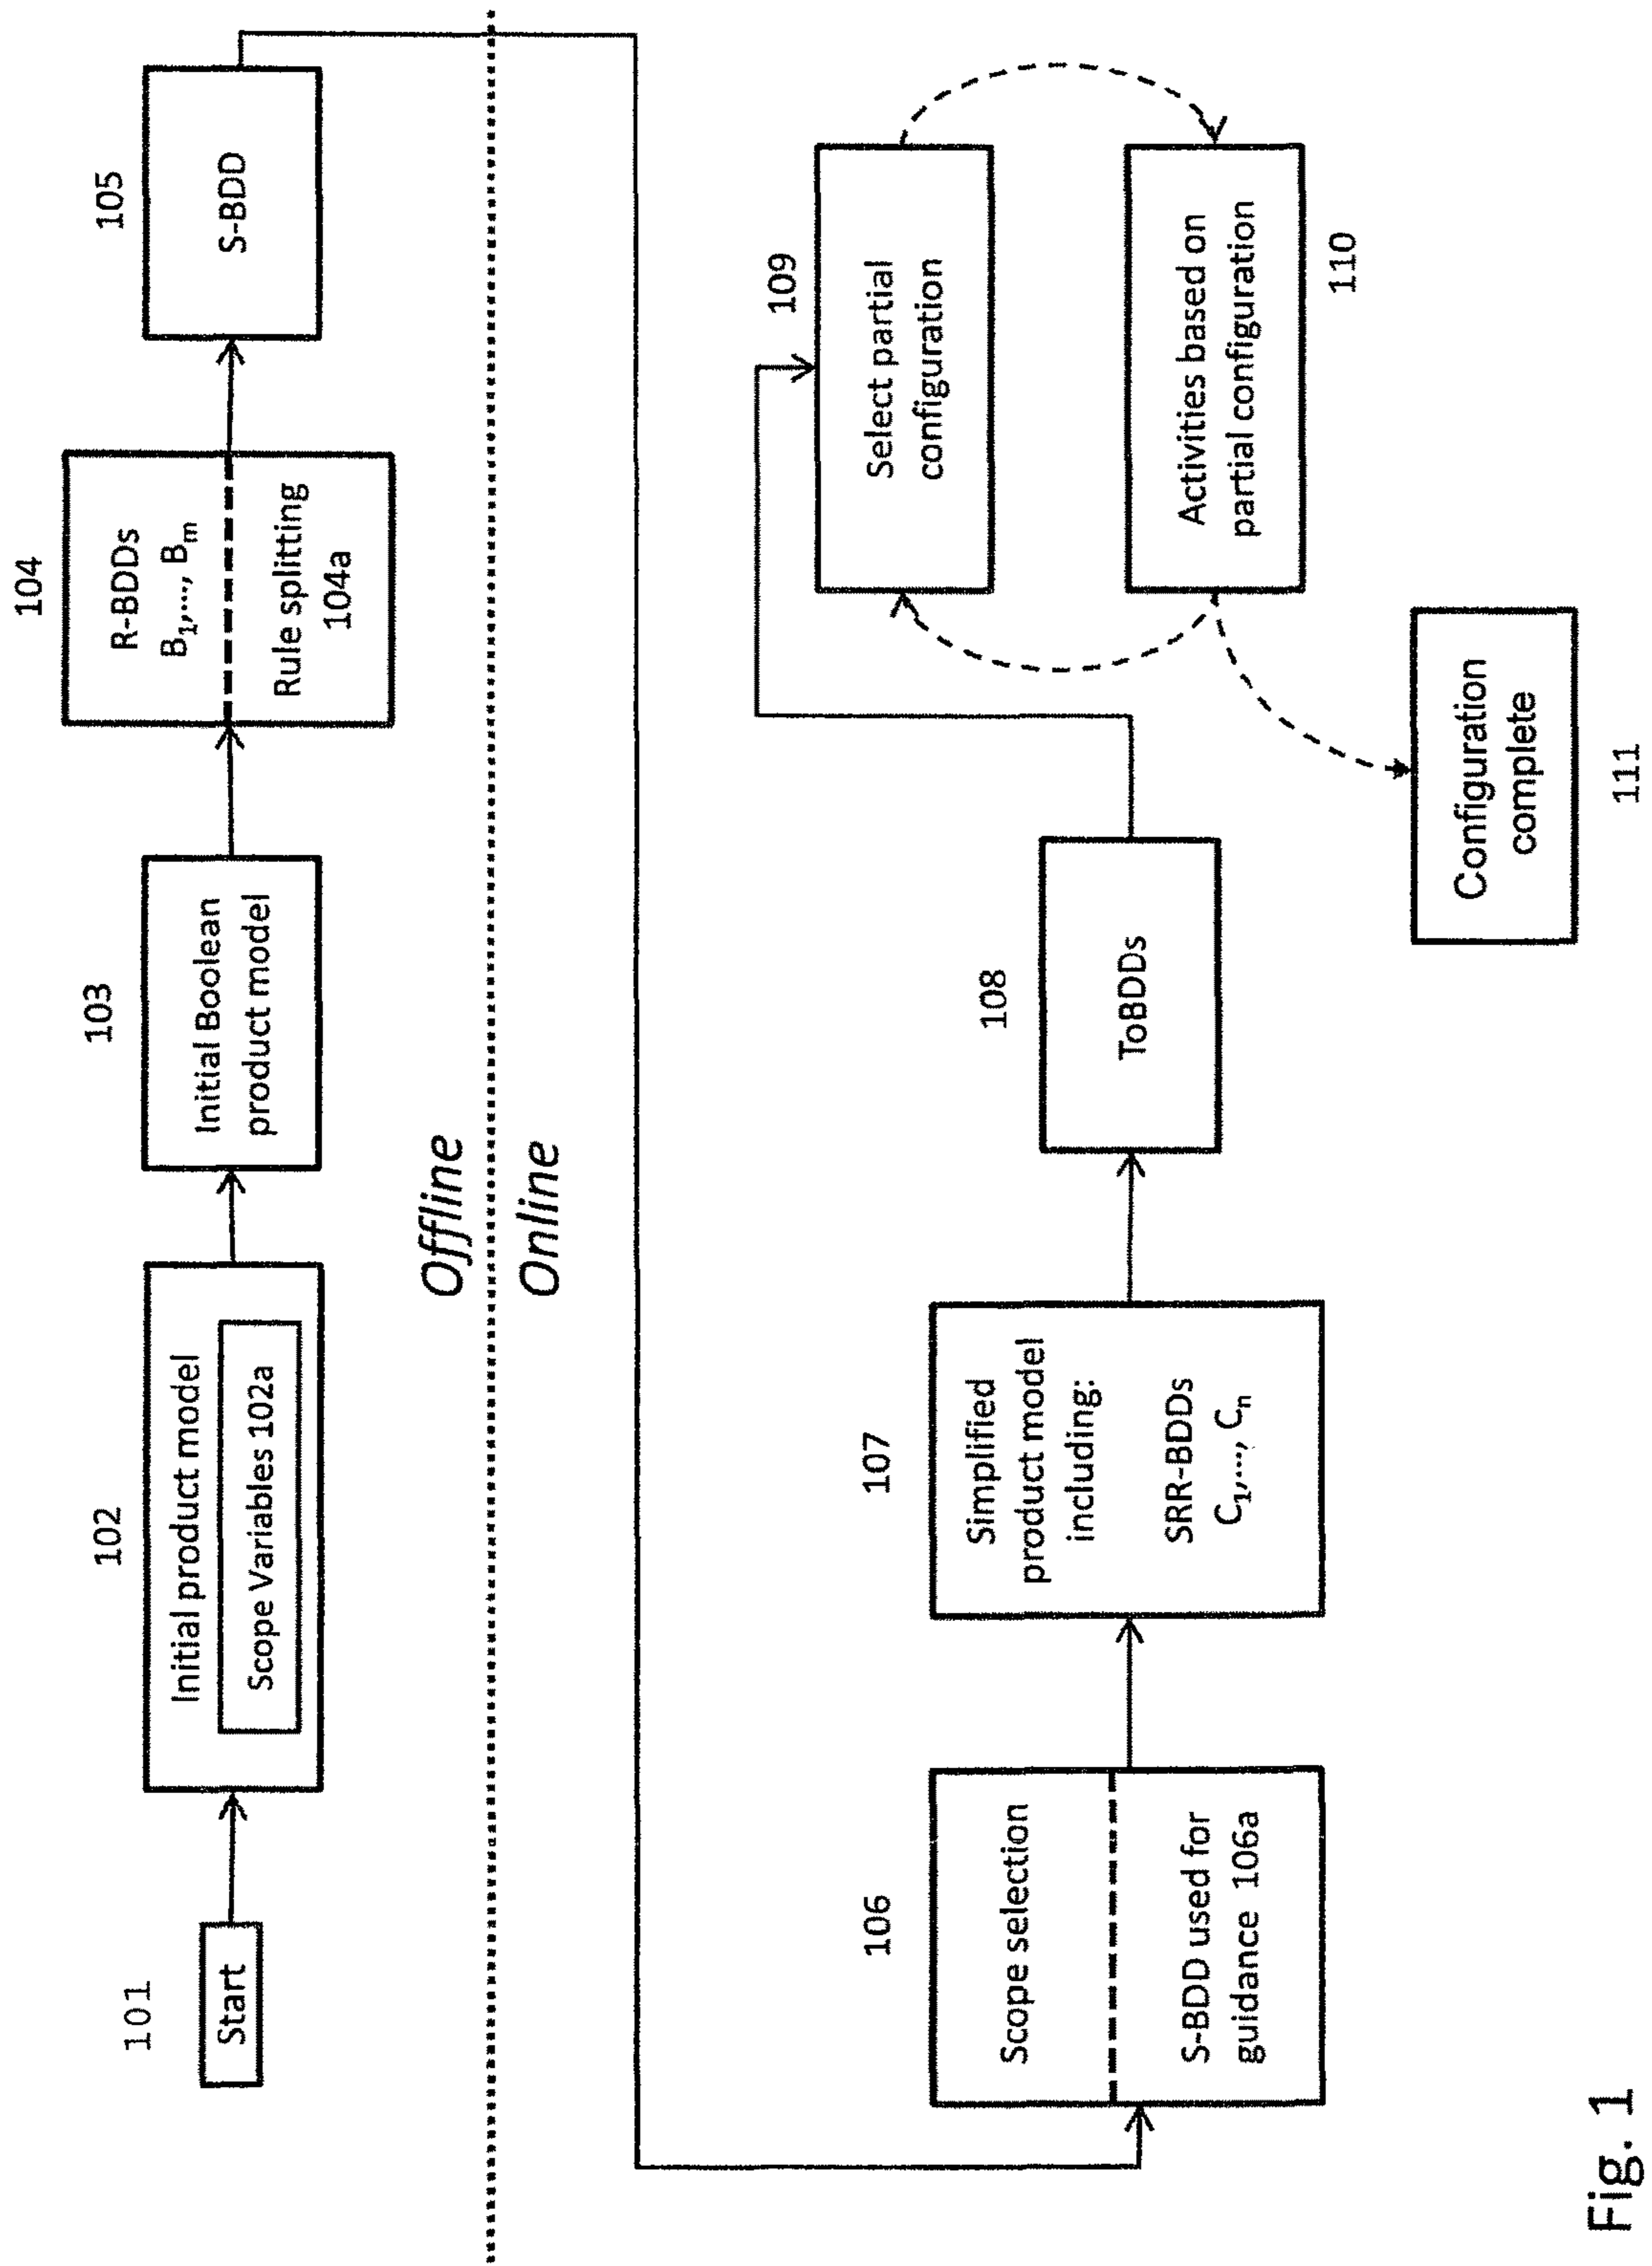 101
Start
102
Initial product model
Scope Variables 102a
103
Initial Boolean
product model
104
R-BDDs
B1,..., Bm
Rule splitting
104a
105
S-BDD
Offline
Online
106
Scope selection
S-BDD used for
guidance 106a
107
Simplified
product model
including:
SRR-BDDs
C1,..., Cn
108
ToBDDs
109
Select partial
configuration
Activities based on
partial configuration
110
Configuration
complete
111
Fig. 1